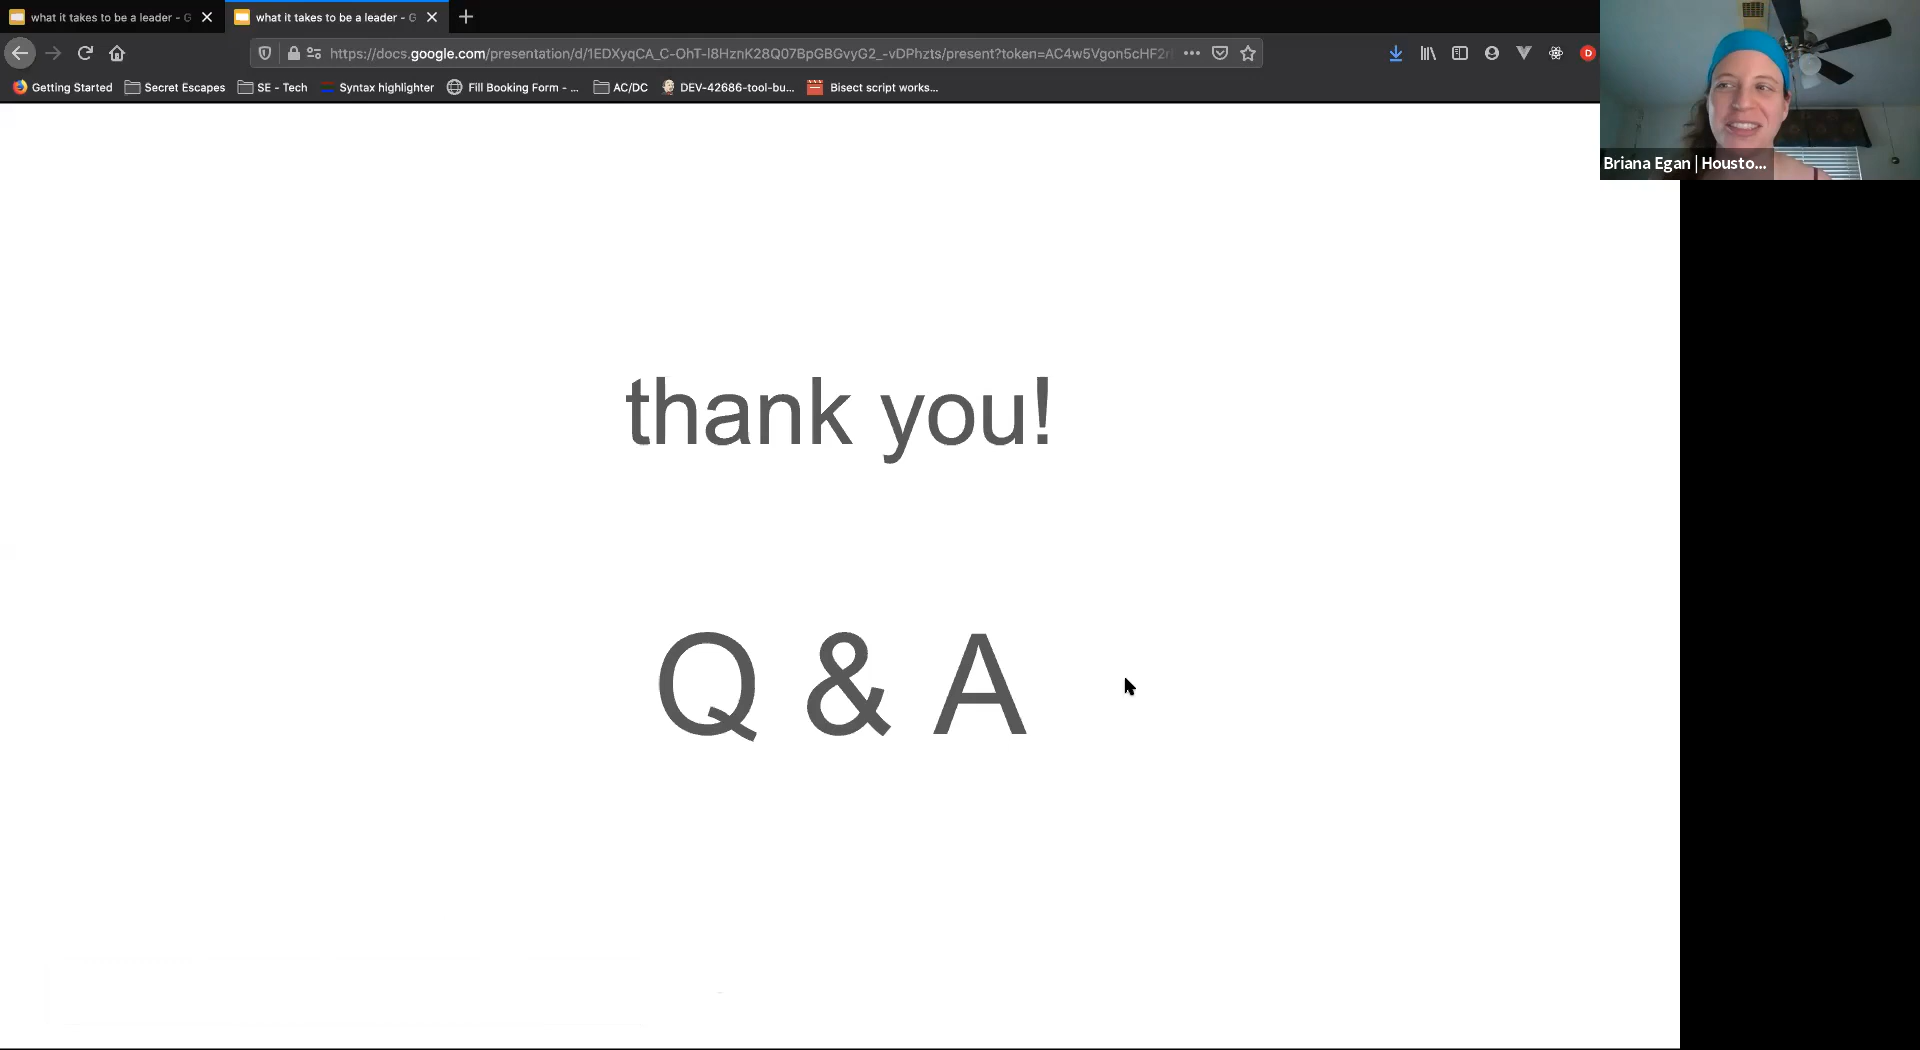 what it takes to be a leader - G
what it takes to be a leader - G
https://docs.google.com/presentation/d/1EDXyqCA_C-OhT-l8HznK28Q07BpGBGvyG2_-vDPhzts/present?token=AC4w5Vgon5cHF2r
D
Getting Started
Secret Escapes
SE - Tech
Syntax highlighter
Fill Booking Form - ...
AC/DC
DEV-42686-tool-bu...
Bisect script works...
Briana Egan | Housto...
thank you!
Q & A